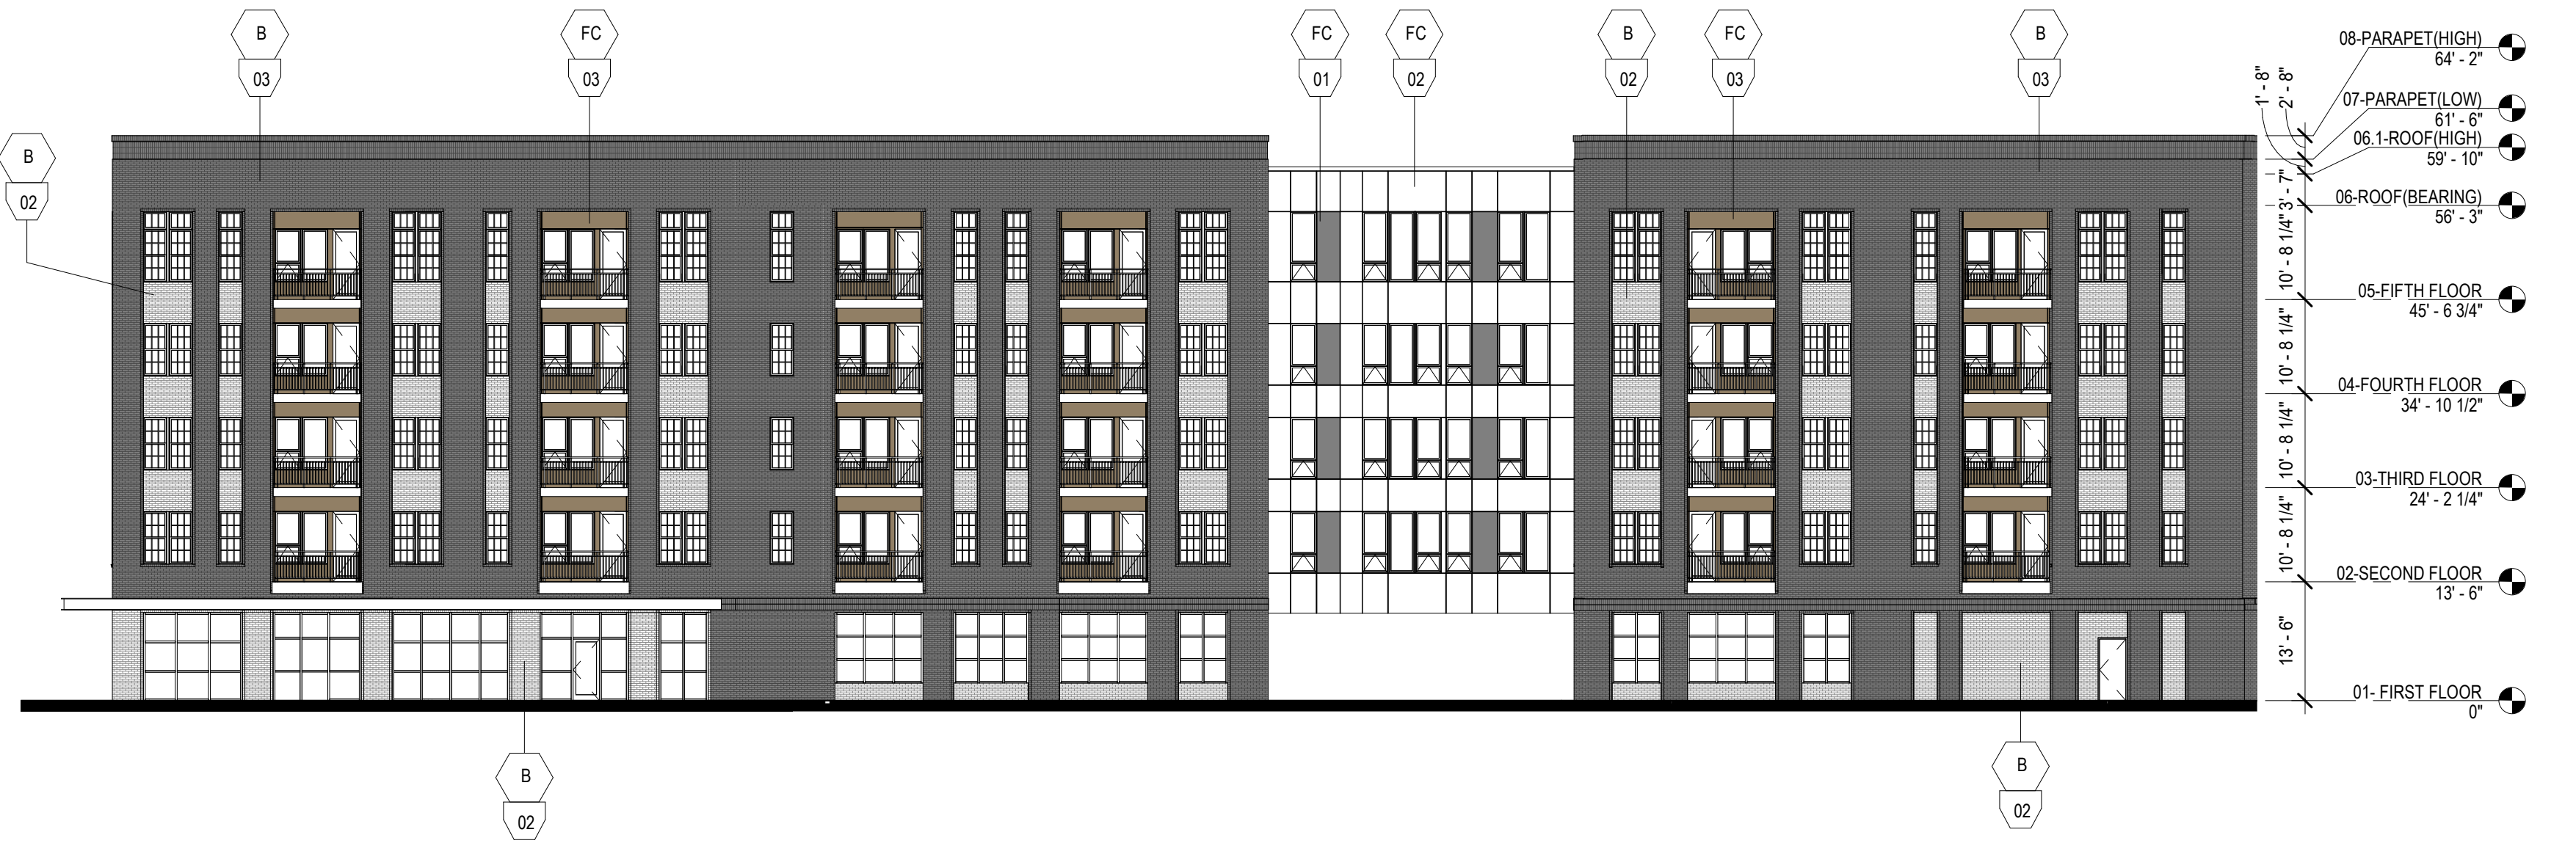 B
03
FC
03
FC
01
FC
02
B
02
FC
03
B
03
B
02
B
02
B
02
08-PARAPET(HIGH)
64' - 2"
07-PARAPET(LOW)
61' - 6"
06.1-ROOF(HIGH)
59' - 10"
06-ROOF(BEARING)
56' - 3"
05-FIFTH FLOOR
45' - 6 3/4"
04-FOURTH FLOOR
34' - 10 1/2"
03-THIRD FLOOR
24' - 2 1/4"
02-SECOND FLOOR
13' - 6"
01- FIRST FLOOR
0"
1' - 8"
2' - 8"
3' - 7"
10' - 8 1/4"
10' - 8 1/4"
10' - 8 1/4"
10' - 8 1/4"
13' - 6"